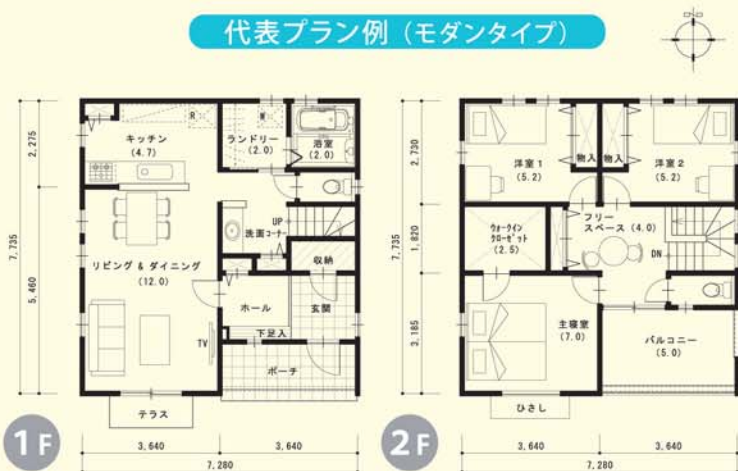 代表プラン例（モダンタイプ）
キッチン
(4.7)
R
ランドリー
(2.0)
W
浴室
(2.0)
UP
洗面コーナー
収納
リビング & ダイニング
(12.0)
ホール
玄関
下足入
TV
ポーチ
テラス
2,275
5,460
7,735
3,640
3,640
7,280
1F
洋室1
(5.2)
物入
物入
洋室2
(5.2)
ウォークイン
クローゼット
(2.5)
フリー
スペース (4.0)
DN
主寝室
(7.0)
バルコニー
(5.0)
ひさし
2,730
1,820
3,185
7,735
3,640
3,640
7,280
2F